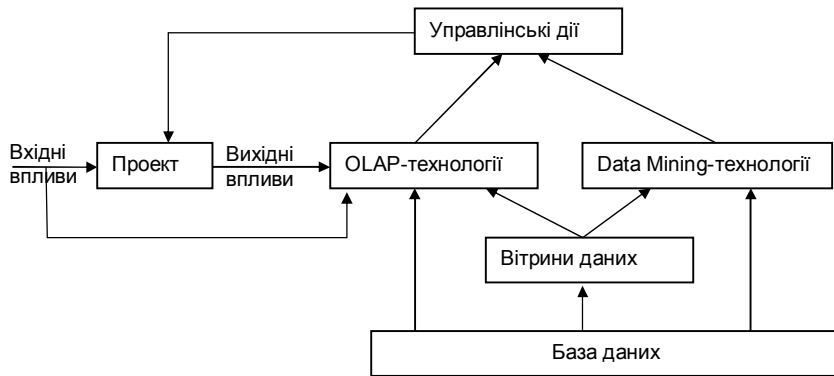 Управлінські дії
Вхідні
впливи
Проект
Вихідні
впливи
OLAP-технології
Data Mining-технології
Вітрини даних
База даних